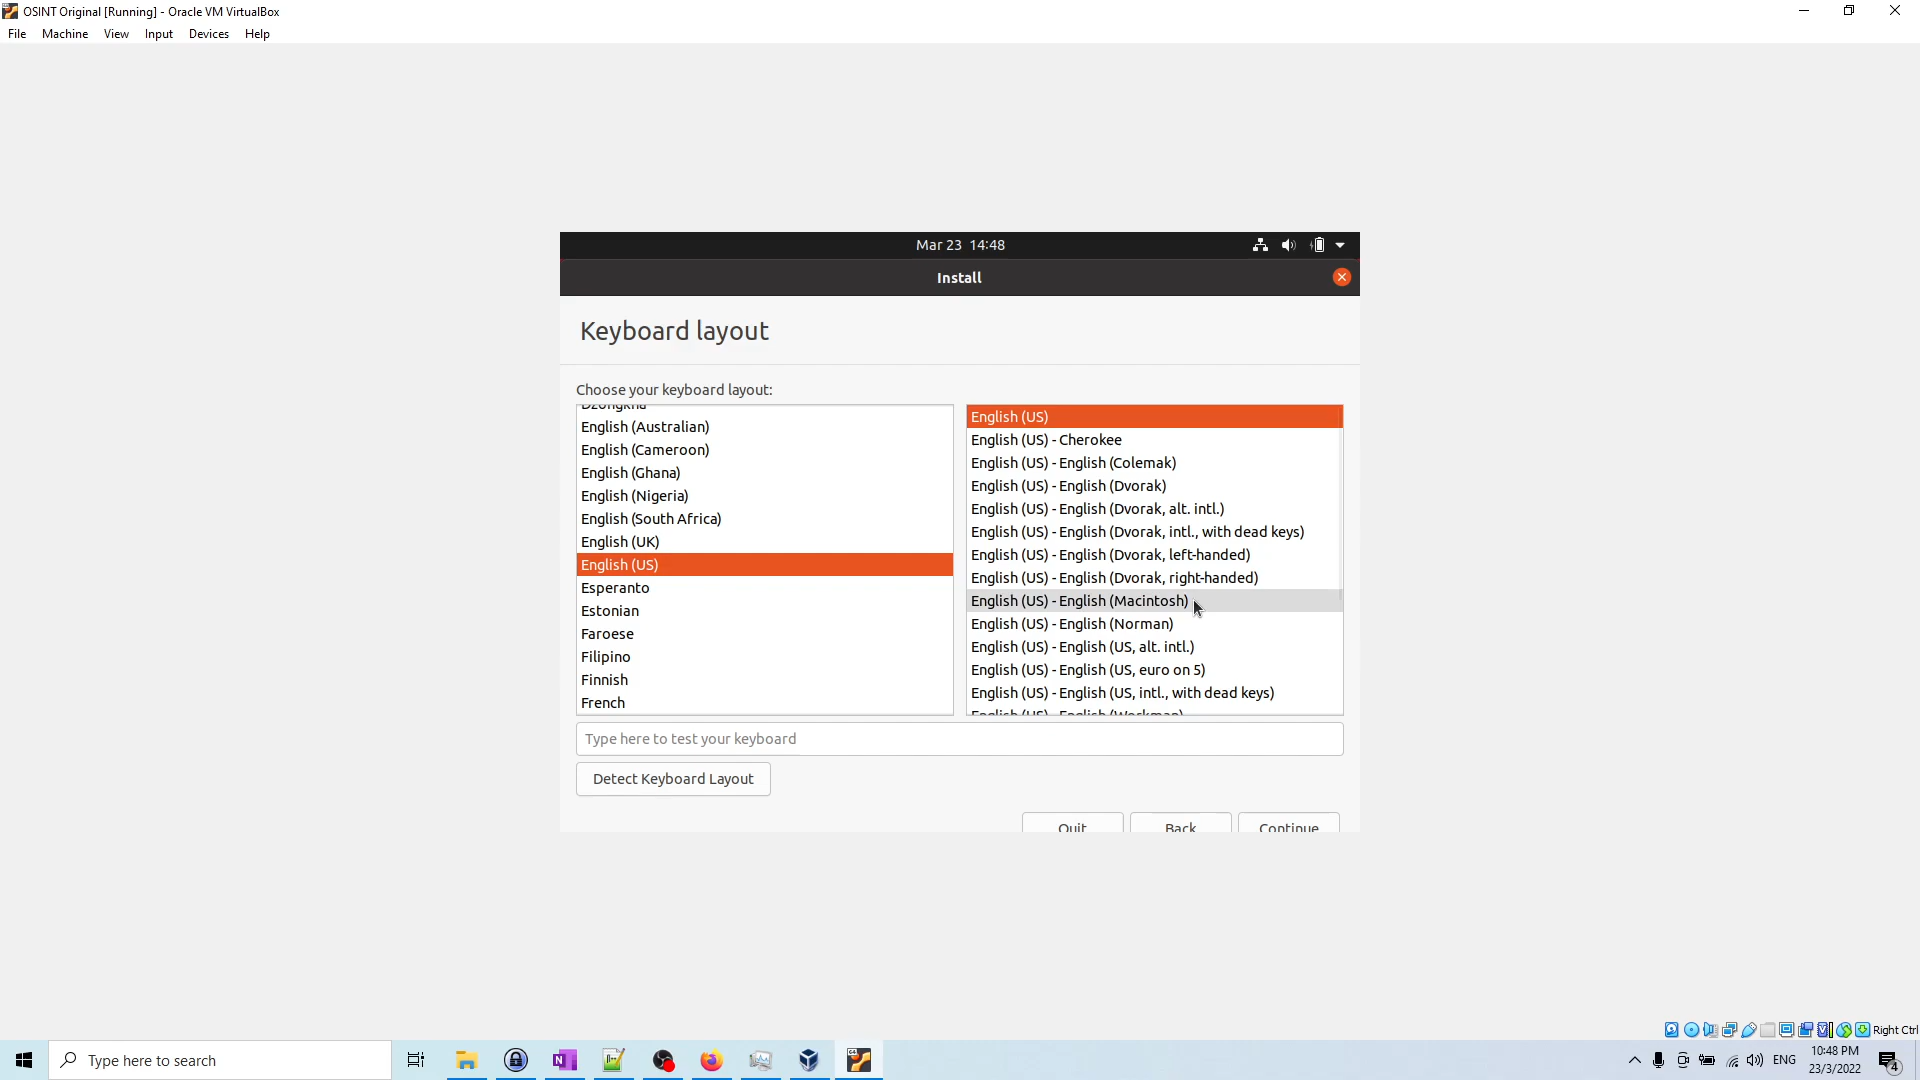 OSINT Original [Running] - Oracle VM VirtualBox
File Machine View Input Devices Help
Mar 23 14:48
Install
Keyboard layout
Choose your keyboard layout:
Dzongkha
English (Australian)
English (Cameroon)
English (Ghana)
English (Nigeria)
English (South Africa)
English (UK)
English (US)
Esperanto
Estonian
Faroese
Filipino
Finnish
French
English (US)
English (US) - Cherokee
English (US) - English (Colemak)
English (US) - English (Dvorak)
English (US) - English (Dvorak, alt. intl.)
English (US) - English (Dvorak, intl., with dead keys)
English (US) - English (Dvorak, left-handed)
English (US) - English (Dvorak, right-handed)
English (US) - English (Macintosh)
English (US) - English (Norman)
English (US) - English (US, alt. intl.)
English (US) - English (US, euro on 5)
English (US) - English (US, intl., with dead keys)
English (US) - English (Workman)
Type here to test your keyboard
Detect Keyboard Layout
Quit Back Continue
Right Ctrl
Type here to search
ENG
10:48 PM
23/3/2022
4